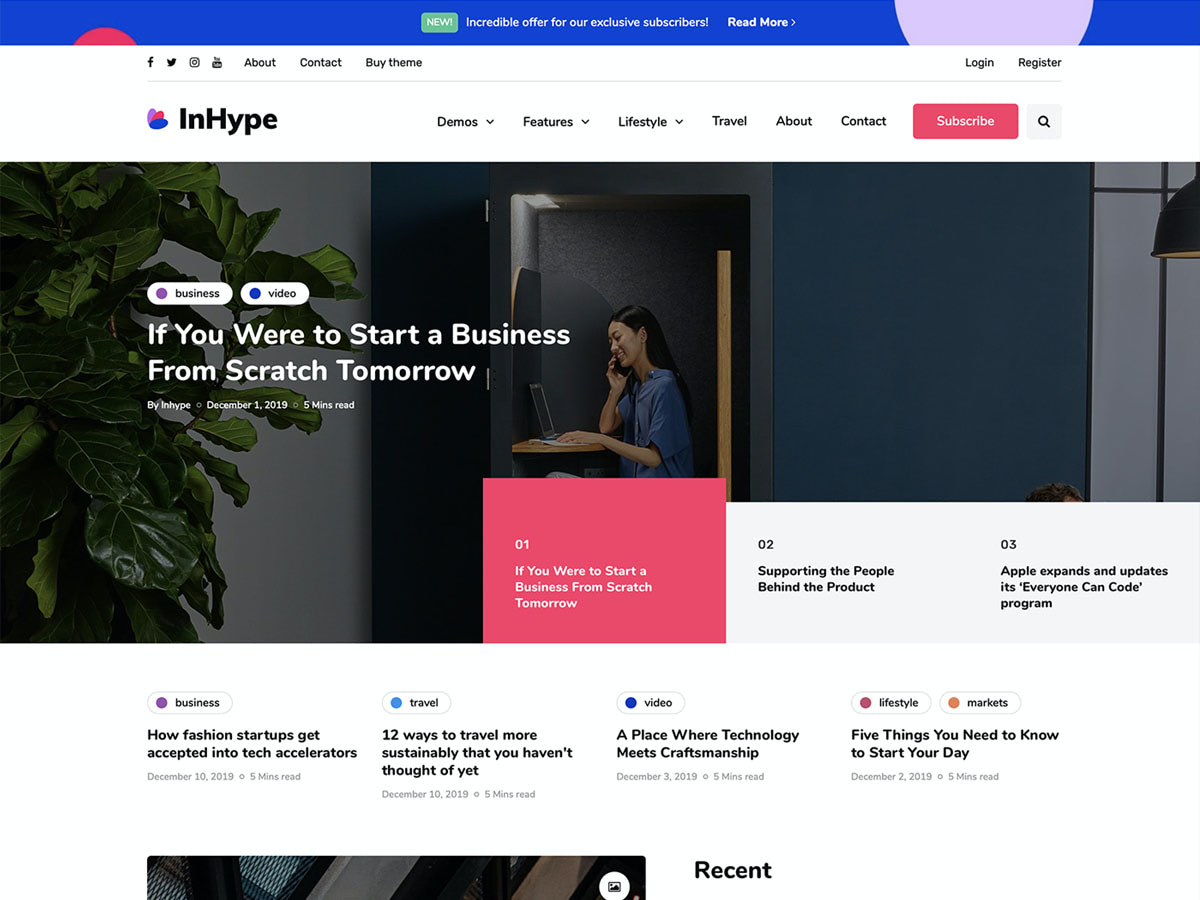 NEW! Incredible offer for our exclusive subscribers! Read More
About Contact Buy theme Login Register
InHype Demos Features Lifestyle Travel About Contact Subscribe
business video
If You Were to Start a Business
From Scratch Tomorrow
By Inhype December 1, 2019 5 Mins read
01
If You Were to Start a
Business From Scratch
Tomorrow
02
Supporting the People
Behind the Product
03
Apple expands and updates
its ‘Everyone Can Code’
program
business
How fashion startups get
accepted into tech accelerators
December 10, 2019 5 Mins read
travel
12 ways to travel more
sustainably that you haven't
thought of yet
December 10, 2019 5 Mins read
video
A Place Where Technology
Meets Craftsmanship
December 3, 2019 5 Mins read
lifestyle markets
Five Things You Need to Know
to Start Your Day
December 2, 2019 5 Mins read
Recent